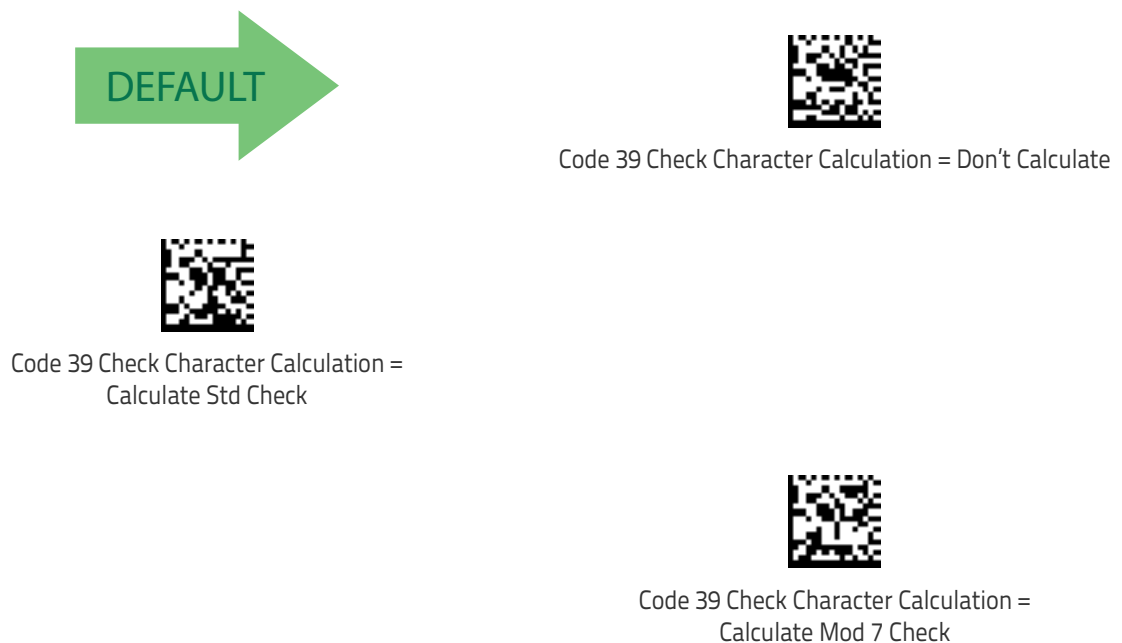 DEFAULT
Code 39 Check Character Calculation = Don't Calculate
Code 39 Check Character Calculation =
Calculate Std Check
Code 39 Check Character Calculation =
Calculate Mod 7 Check